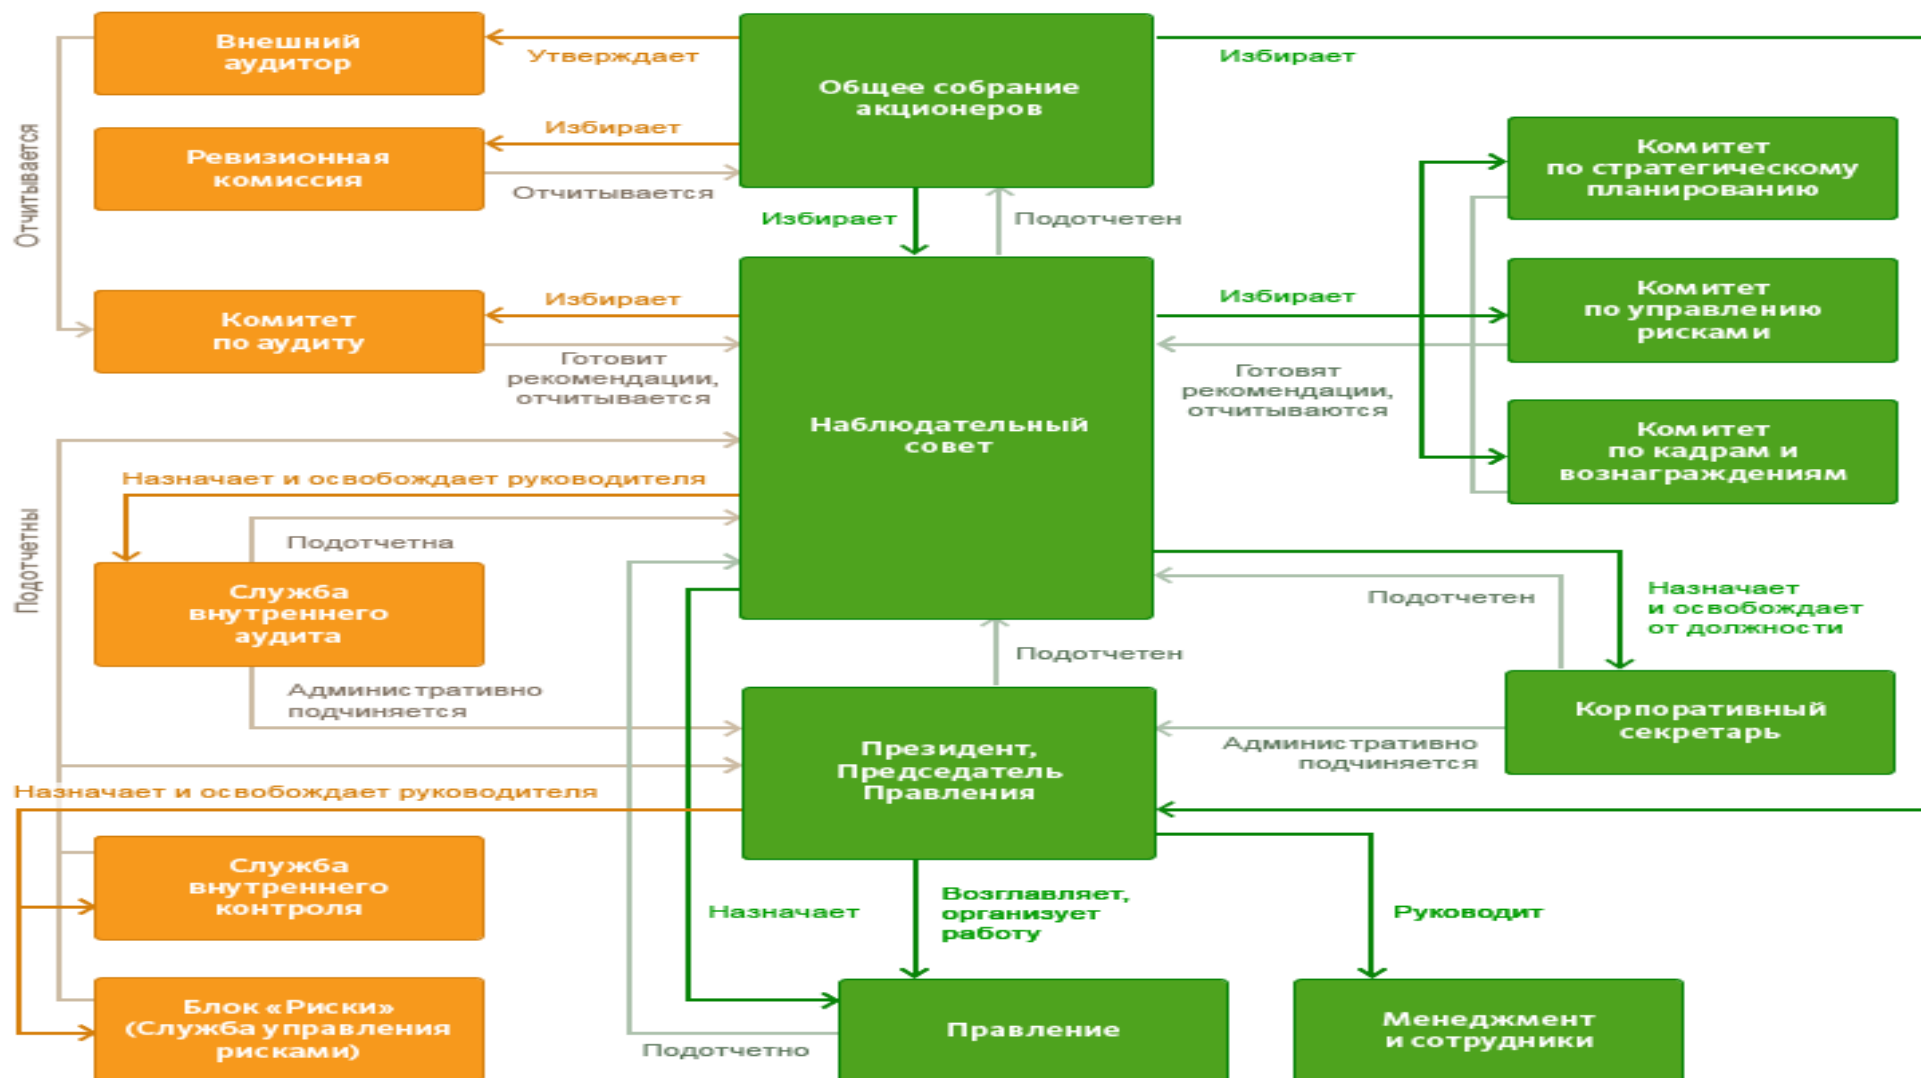 Внешний
аудитор
Утверждает
Общее собрание
акционеров
Избирает
Отчитывается
Ревизионная
комиссия
Избирает
Отчитывается
Избирает
Подотчетен
Комитет
по стратегическому
планированию
Комитет
по аудиту
Избирает
Готовит
рекомендации,
отчитывается
Наблюдательный
совет
Избирает
Готовят
рекомендации,
отчитываются
Комитет
по управлению
рисками
Комитет
по кадрам и
вознаграждениям
Назначает и освобождает руководителя
Подотчетны
Подотчетна
Служба
внутреннего
аудита
Административно
подчиняется
Подотчетен
Подотчетен
Назначает
и освобождает
от должности
Президент,
Председатель
Правления
Административно
подчиняется
Корпоративный
секретарь
Назначает и освобождает руководителя
Служба
внутреннего
контроля
Назначает
Возглавляет,
организует
работу
Руководит
Блок «Риски»
(Служба управления
рисками)
Подотчетно
Правление
Менеджмент
и сотрудники